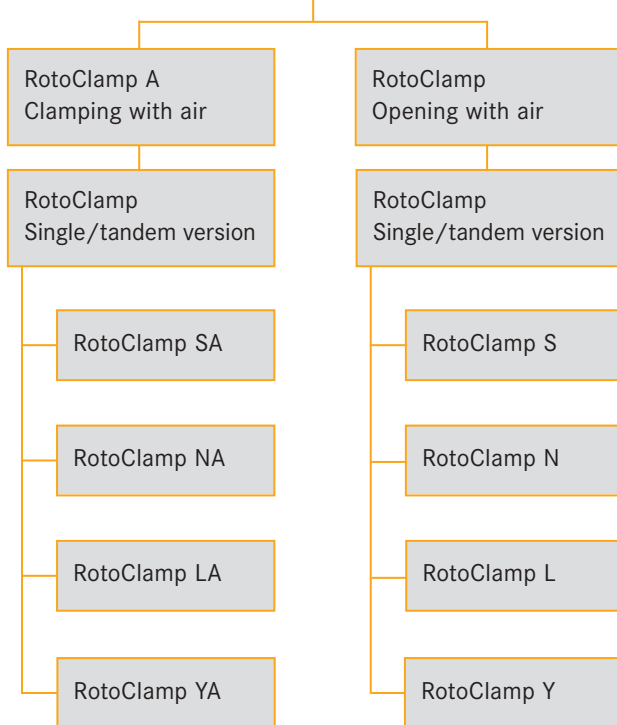 RotoClamp A
Clamping with air
RotoClamp
Single/tandem version
RotoClamp SA
RotoClamp NA
RotoClamp LA
RotoClamp YA
RotoClamp
Opening with air
RotoClamp
Single/tandem version
RotoClamp S
RotoClamp N
RotoClamp L
RotoClamp Y